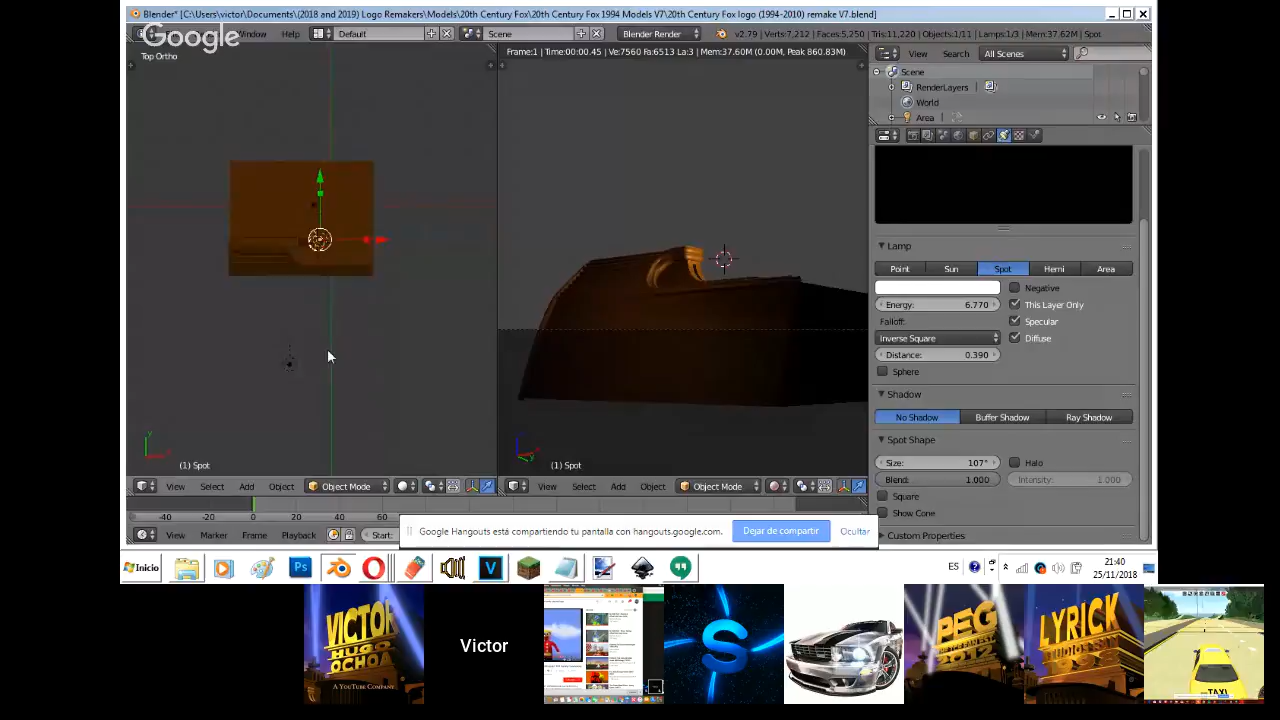 Blender* [C:\Users\victor\Documents\(2018 and 2019) Logo Remakers\Models\20th Century Fox\20th Century Fox 1994 Models V7\20th Century Fox logo (1994-2010) remake V7.blend]
Google
Window Help Default Scene Blender Render v2.79 | Verts:7,212 | Faces:5,250 | Tris:11,220 | Objects:1/11 | Lamps:1/3 | Mem:37.62M | Spot
Top Ortho
Frame:1 | Time:00:00.45 | Ve:7560 Fa:6513 La:3 | Mem:37.60M (0.00M, Peak 860.83M)
View Search All Scenes
Scene
RenderLayers
World
Area
Lamp
Point Sun Spot Hemi Area
Negative
Energy: 6.770 This Layer Only
Falloff: Specular
Inverse Square Diffuse
Distance: 0.390
Sphere
Shadow
No Shadow Buffer Shadow Ray Shadow
Spot Shape
Size: 107° Halo
Blend: 1.000 Intensity: 1.000
Square
Show Cone
Custom Properties
(1) Spot
(1) Spot
View Select Add Object Object Mode
View Select Add Object Object Mode
-40 -20 0 20 40 60
View Marker Frame Playback Start:
Google Hangouts está compartiendo tu pantalla con hangouts.google.com. Dejar de compartir Ocultar
Inicio
Ps
V
ES
21:40
25/11/2018
VICTOR
A YOUTUBE COMPANY
Victor
TRICK
TAXI